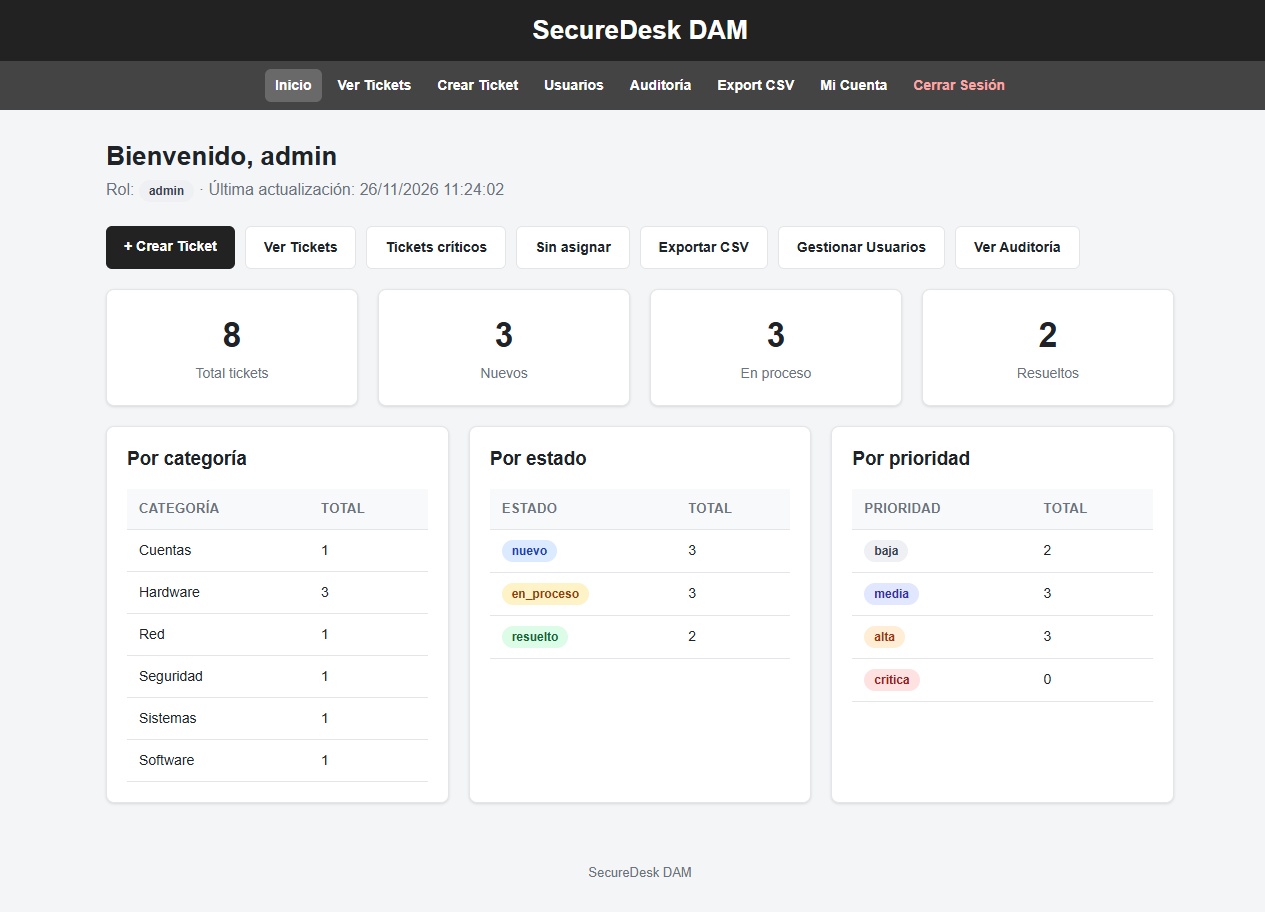 SecureDesk DAM
Inicio Ver Tickets Crear Ticket Usuarios Auditoría Export CSV Mi Cuenta Cerrar Sesión
Bienvenido, admin
Rol: admin · Última actualización: 26/11/2026 11:24:02
+ Crear Ticket Ver Tickets Tickets críticos Sin asignar Exportar CSV Gestionar Usuarios Ver Auditoría
8
Total tickets
3
Nuevos
3
En proceso
2
Resueltos
Por categoría
CATEGORÍA TOTAL
Cuentas 1
Hardware 3
Red 1
Seguridad 1
Sistemas 1
Software 1
Por estado
ESTADO TOTAL
nuevo 3
en_proceso 3
resuelto 2
Por prioridad
PRIORIDAD TOTAL
baja 2
media 3
alta 3
critica 0
SecureDesk DAM